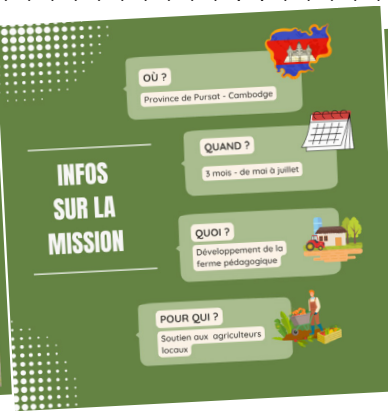 INFOS
SUR LA
MISSION
OÙ ?
Province de Pursat - Cambodge
QUAND ?
3 mois - de mai à juillet
QUOI ?
Développement de la
ferme pédagogique
POUR QUI ?
Soutien aux agriculteurs
locaux